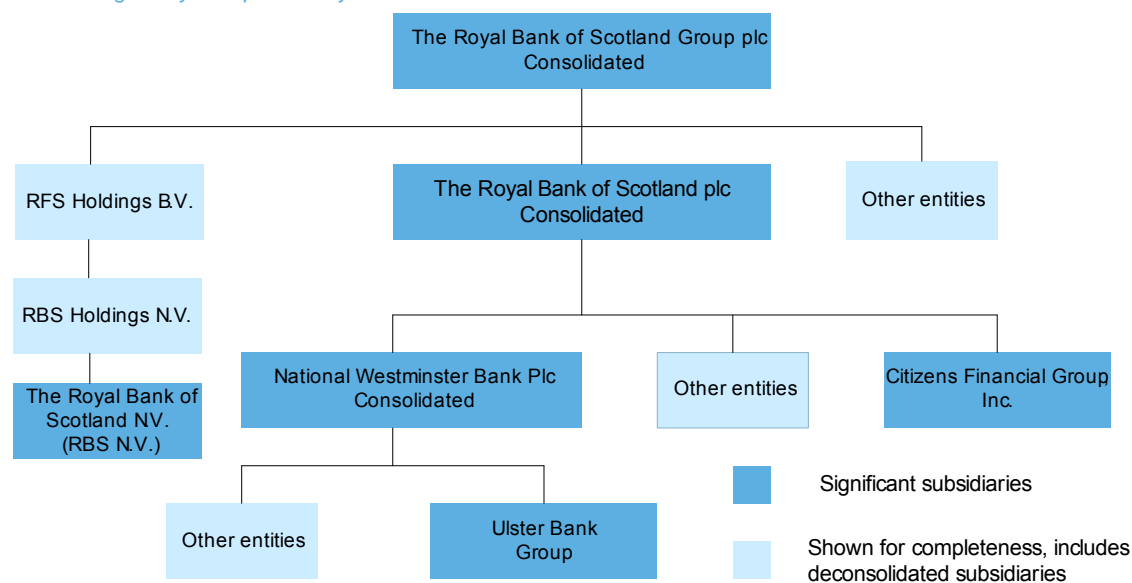 The Royal Bank of Scotland Group plc
Consolidated
RFS Holdings B.V.
The Royal Bank of Scotland plc
Consolidated
Other entities
RBS Holdings N.V.
The Royal Bank of
Scotland N.V.
(RBS N.V.)
National Westminster Bank Plc
Consolidated
Other entities
Citizens Financial Group,
Inc.
Other entities
Ulster Bank
Group
Significant subsidiaries
Shown for completeness, includes
deconsolidated subsidiaries